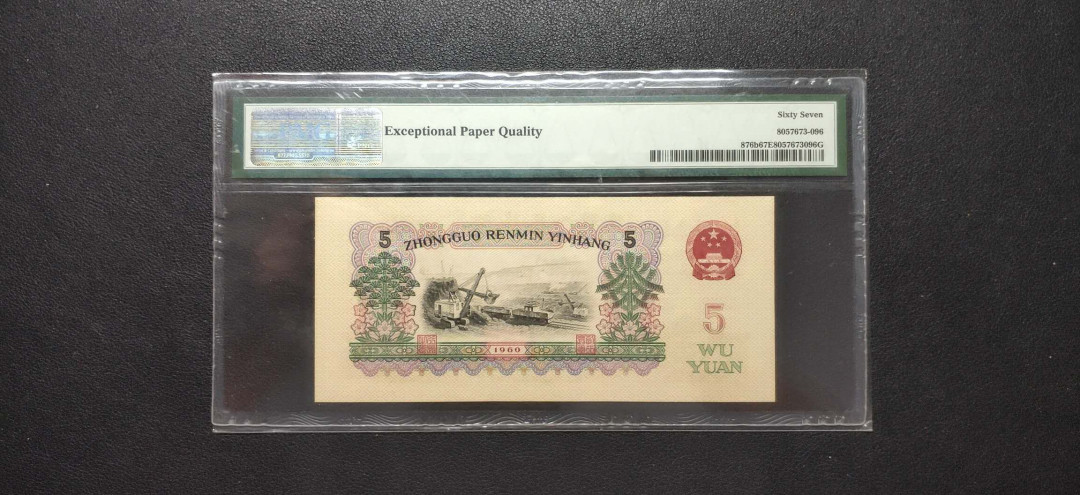 Exceptional Paper Quality
Sixty Seven
8057673-096
876b67E8057673096G
5
ZHONGGUO RENMIN YINHANG
5
1960
5
WU
YUAN